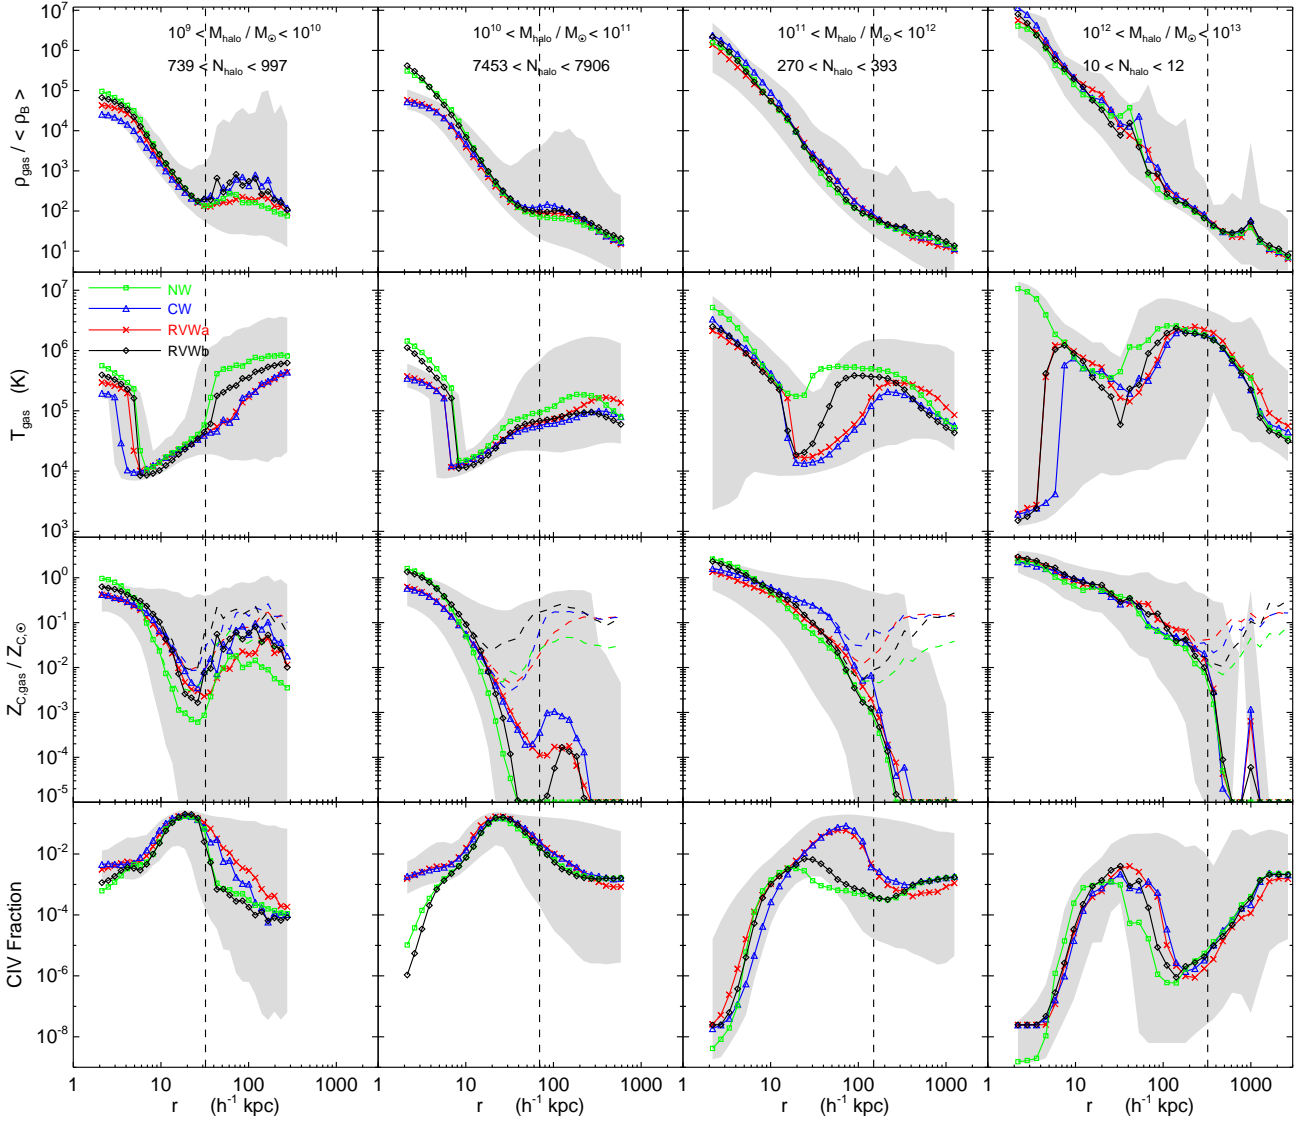 10⁹ < M_halo / M_⊙ < 10¹⁰
739 < N_halo < 997
10¹⁰ < M_halo / M_⊙ < 10¹¹
7453 < N_halo < 7906
10¹¹ < M_halo / M_⊙ < 10¹²
270 < N_halo < 393
10¹² < M_halo / M_⊙ < 10¹³
10 < N_halo < 12
ρ_gas / < ρ_B >
10⁷
10⁶
10⁵
10⁴
10³
10²
10¹
NW
CW
RVWa
RVWb
T_gas (K)
10⁷
10⁶
10⁵
10⁴
10³
Z_C,gas / Z_C,⊙
10⁰
10⁻¹
10⁻²
10⁻³
10⁻⁴
10⁻⁵
CIV Fraction
10⁻²
10⁻⁴
10⁻⁶
10⁻⁸
1 10 100 1000
1 10 100 1000
1 10 100 1000
1 10 100 1000
r (h⁻¹ kpc)
r (h⁻¹ kpc)
r (h⁻¹ kpc)
r (h⁻¹ kpc)